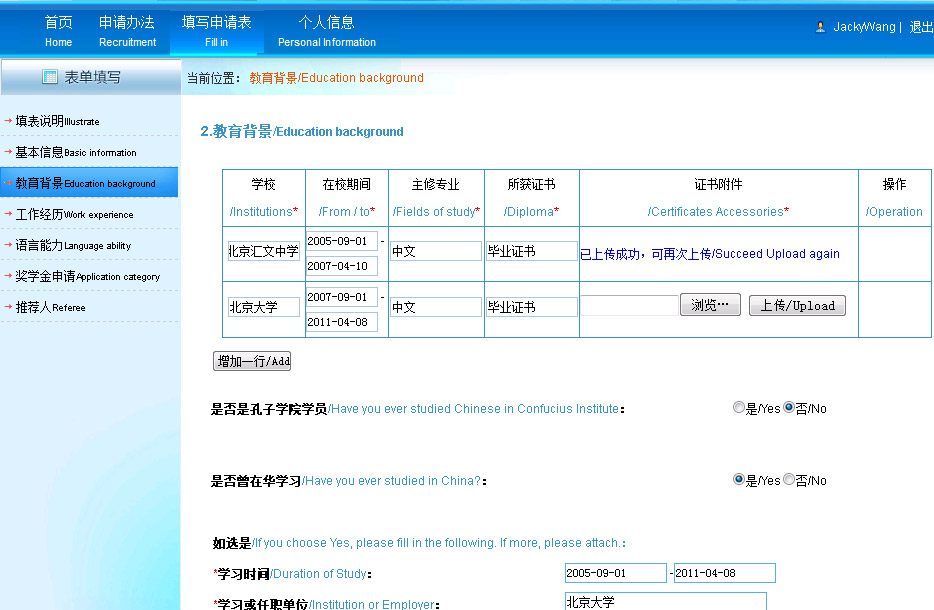 首页 申请办法 填写申请表 个人信息
Home Recruitment Fill in Personal Information
JackyWang | 退出
表单填写
当前位置： 教育背景/Education background
填表说明Illustrate
基本信息Basic information
教育背景Education background
工作经历Work experience
语言能力Language ability
奖学金申请Application category
推荐人Referee
2.教育背景/Education background
学校 在校期间 主修专业 所获证书 证书附件 操作
/Institutions* /From / to* /Fields of study* /Diploma* /Certificates Accessories* /Operation
北京汇文中学 2005-09-01 - 2007-04-10 中文 毕业证书 已上传成功，可再次上传/Succeed Upload again
北京大学 2007-09-01 - 2011-04-08 中文 毕业证书 浏览… 上传/Upload
增加一行/Add
是否是孔子学院学员/Have you ever studied Chinese in Confucius Institute： 是/Yes 否/No
是否曾在华学习/Have you ever studied in China?： 是/Yes 否/No
如选是/If you choose Yes, please fill in the following. If more, please attach.：
*学习时间/Duration of Study： 2005-09-01 - 2011-04-08
*学习或任职单位/Institution or Employer： 北京大学